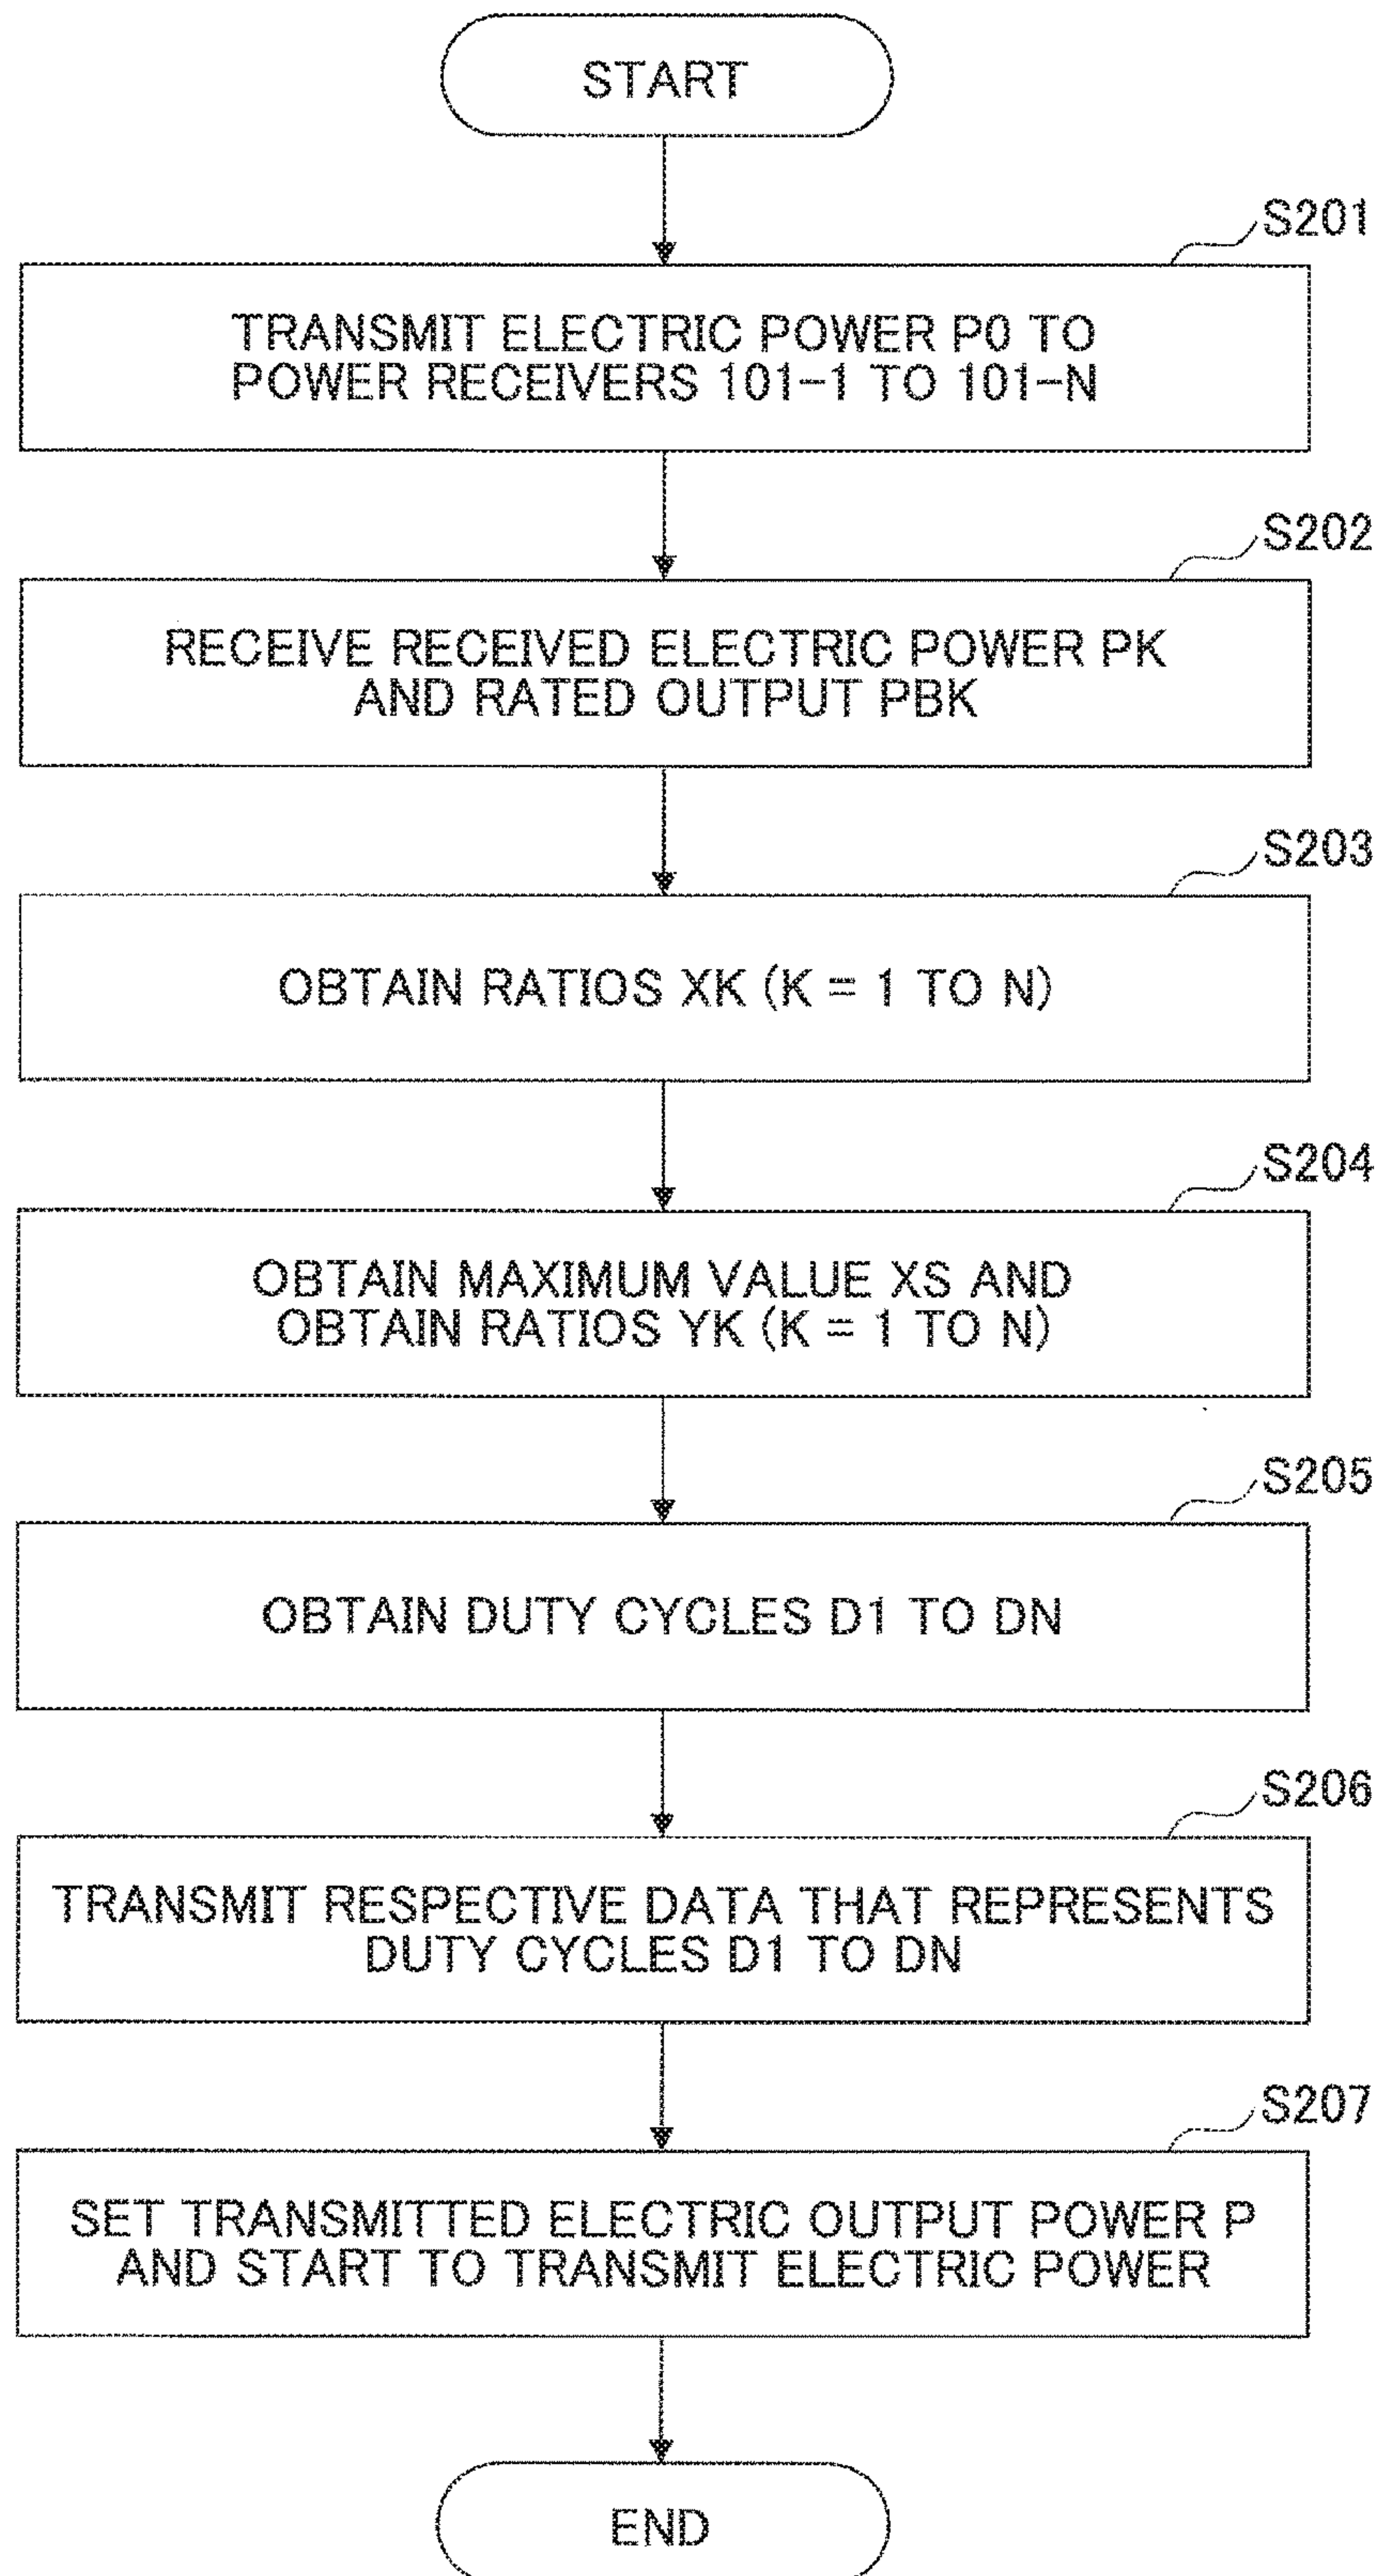 START
S201
TRANSMIT ELECTRIC POWER P0 TO
POWER RECEIVERS 101-1 TO 101-N
S202
RECEIVE RECEIVED ELECTRIC POWER PK
AND RATED OUTPUT PBK
S203
OBTAIN RATIOS XK (K = 1 TO N)
S204
OBTAIN MAXIMUM VALUE XS AND
OBTAIN RATIOS YK (K = 1 TO N)
S205
OBTAIN DUTY CYCLES D1 TO DN
S206
TRANSMIT RESPECTIVE DATA THAT REPRESENTS
DUTY CYCLES D1 TO DN
S207
SET TRANSMITTED ELECTRIC OUTPUT POWER P
AND START TO TRANSMIT ELECTRIC POWER
END